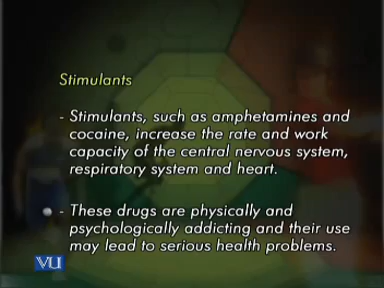 Stimulants
- Stimulants, such as amphetamines and
cocaine, increase the rate and work
capacity of the central nervous system,
respiratory system and heart.
- These drugs are physically and
psychologically addicting and their use
may lead to serious health problems.
VU